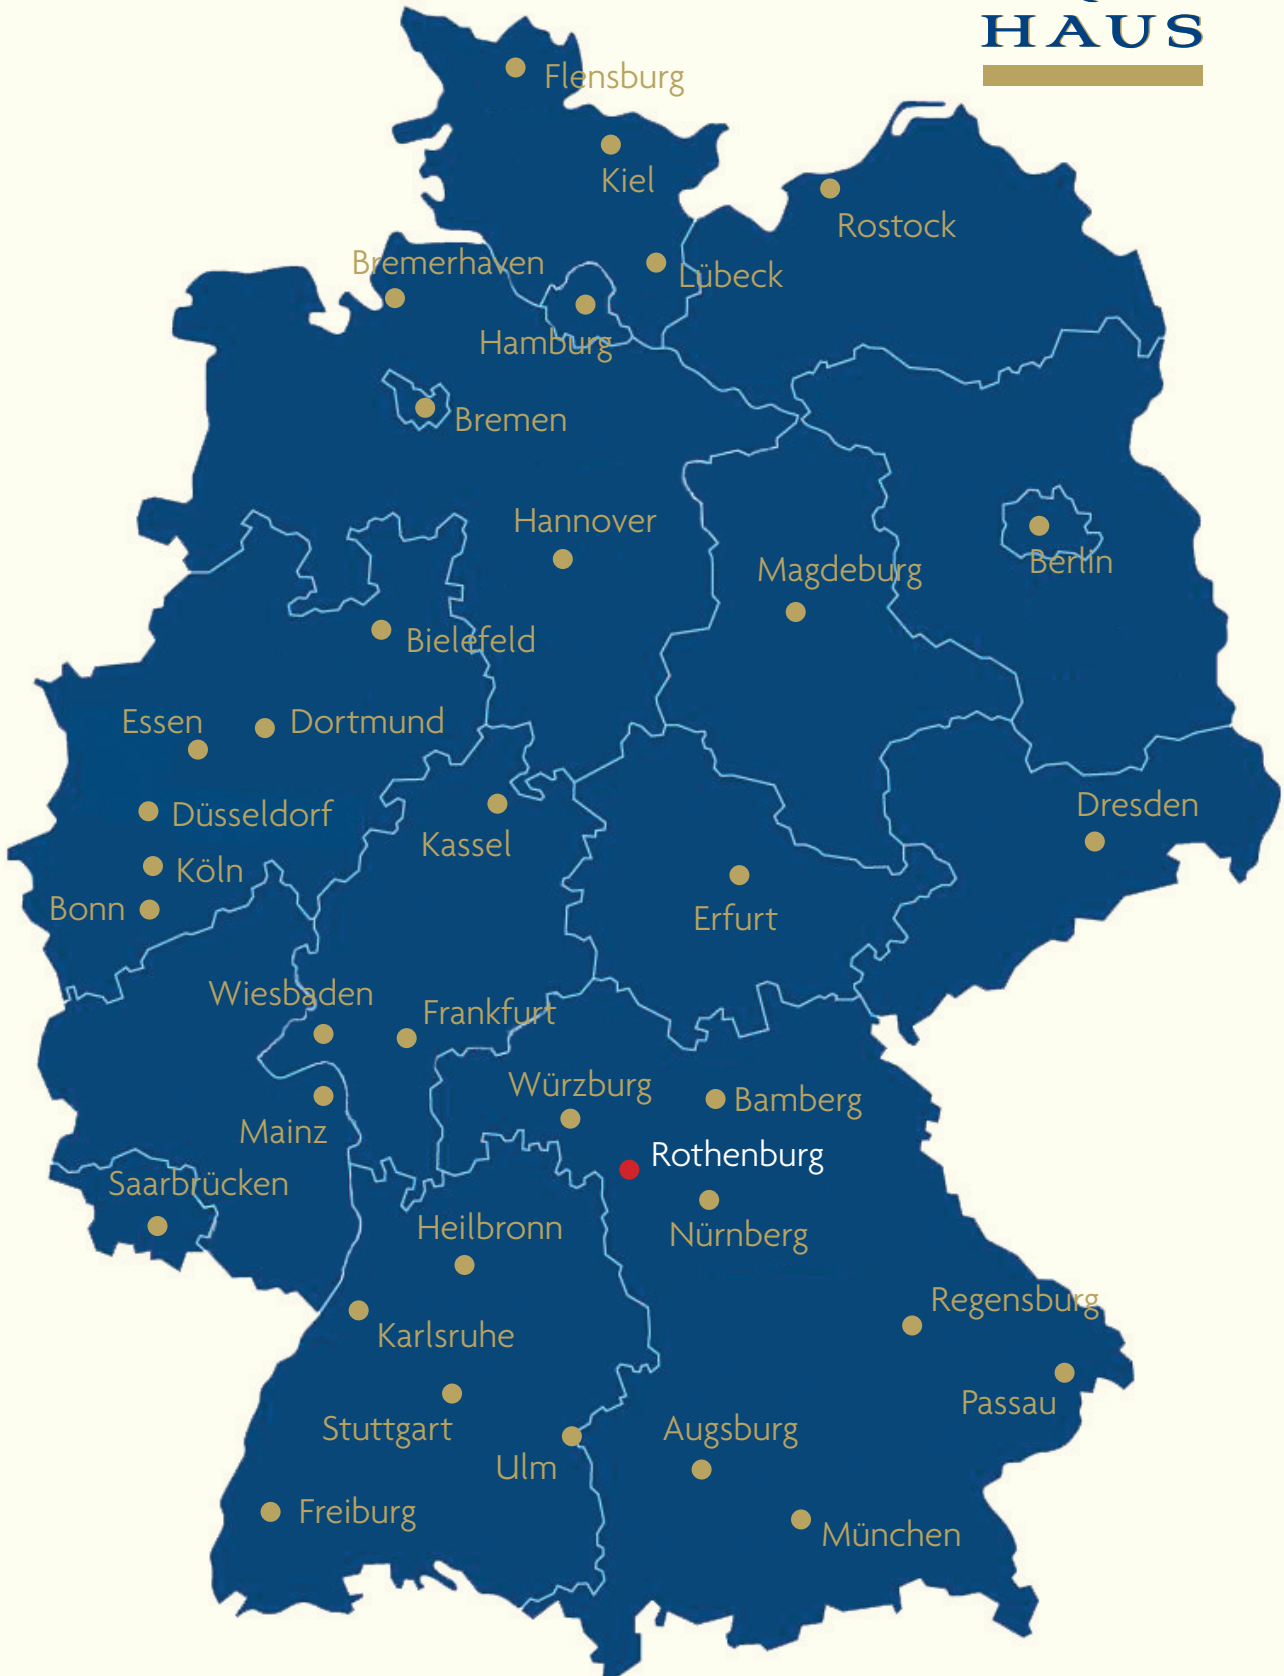 HAUS
Flensburg
Kiel
Rostock
Bremerhaven
Lübeck
Hamburg
Bremen
Hannover
Magdeburg
Berlin
Bielefeld
Essen
Dortmund
Düsseldorf
Kassel
Dresden
Köln
Bonn
Erfurt
Wiesbaden
Frankfurt
Würzburg
Bamberg
Mainz
Rothenburg
Saarbrücken
Heilbronn
Nürnberg
Regensburg
Karlsruhe
Passau
Stuttgart
Augsburg
Ulm
Freiburg
München